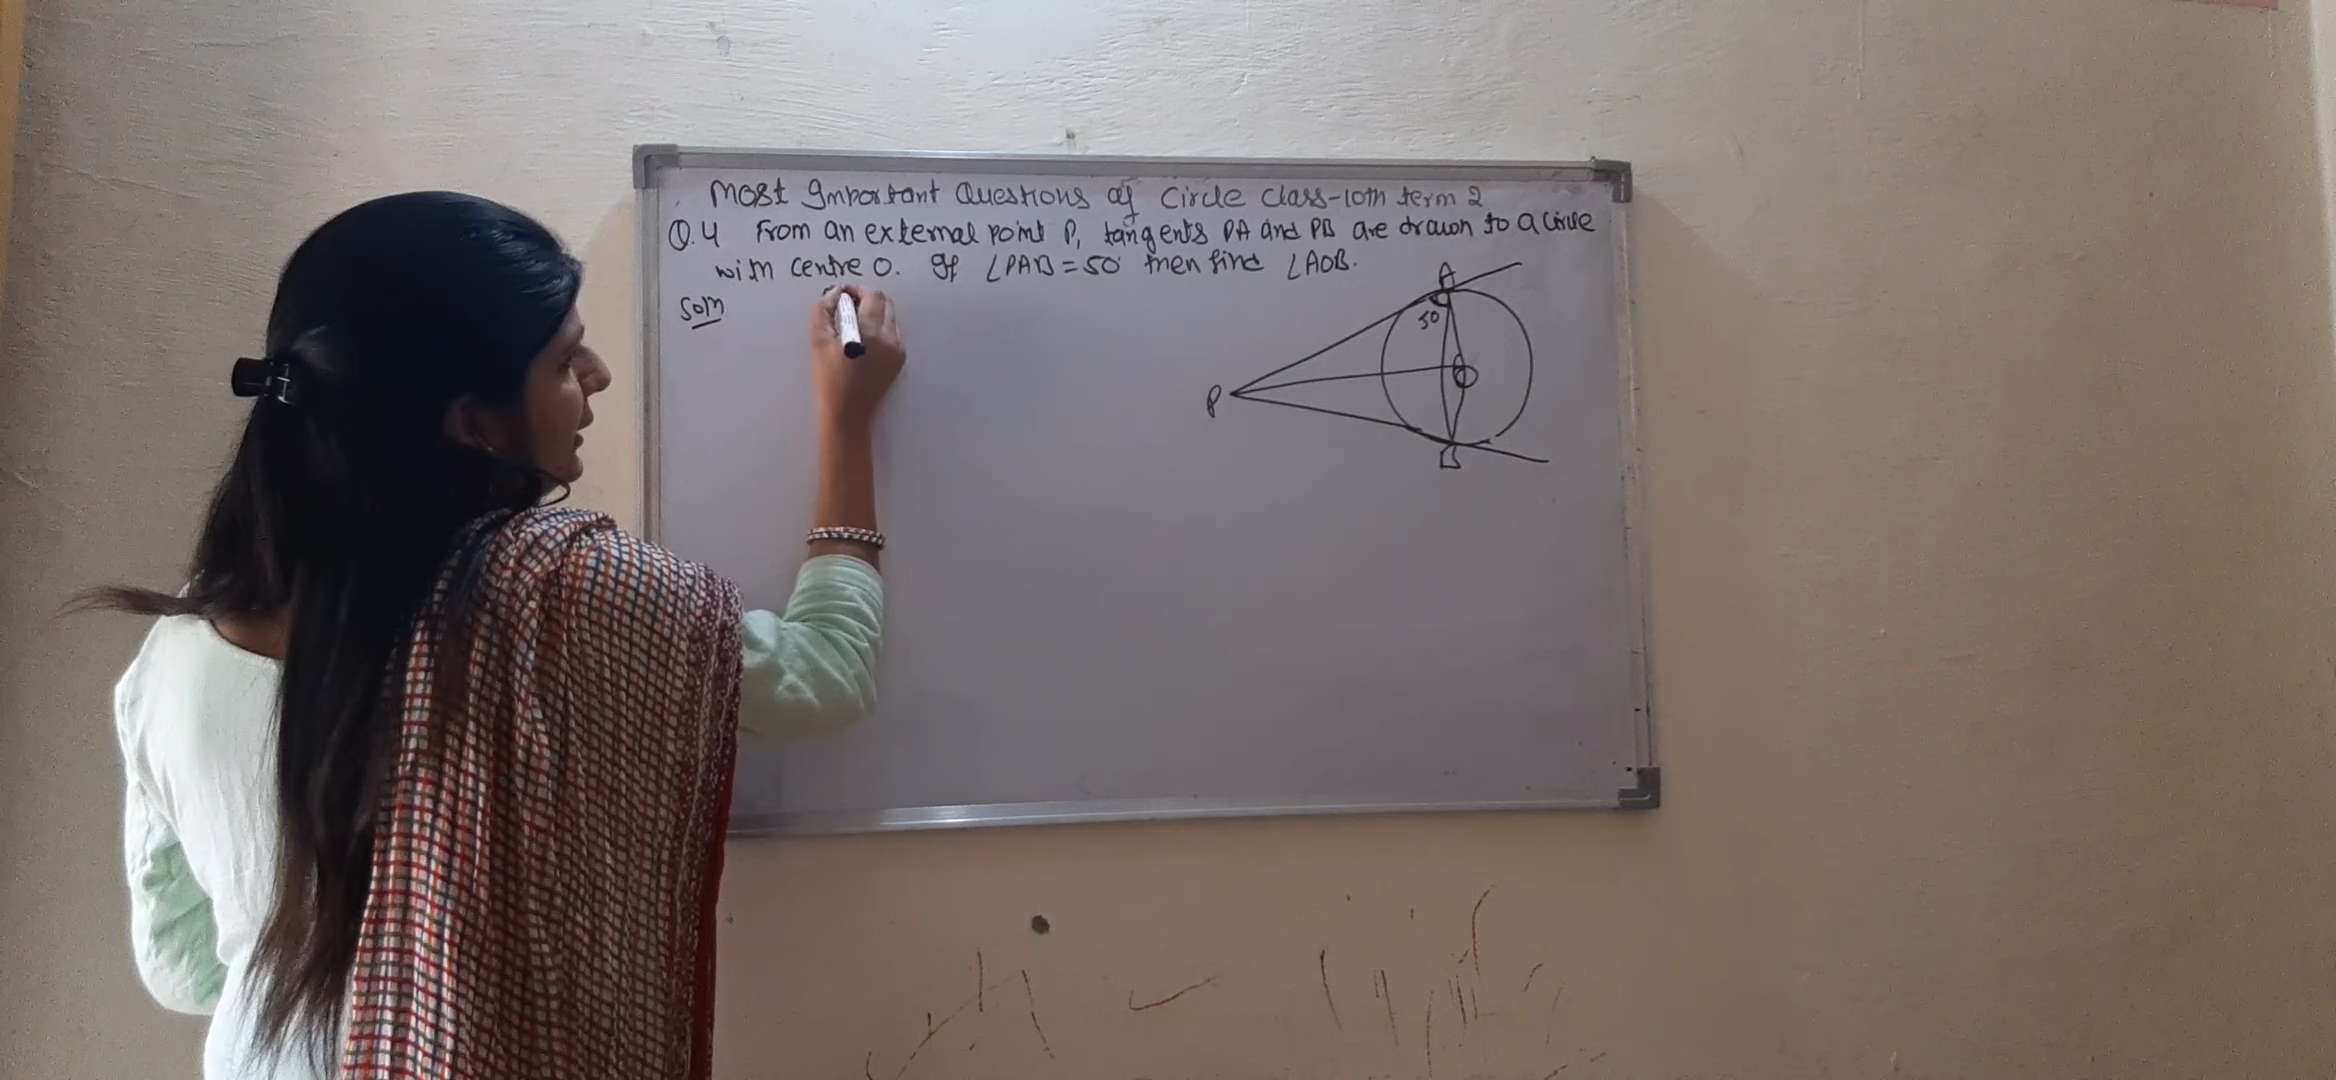 Most Important Questions of Circle Class-10th term 2
Q.4 From an external point P, tangents PA and PB are drawn to a circle
with centre O. If ∠PAB = 50° then find ∠AOB.
Soln
A
50
O
P
B